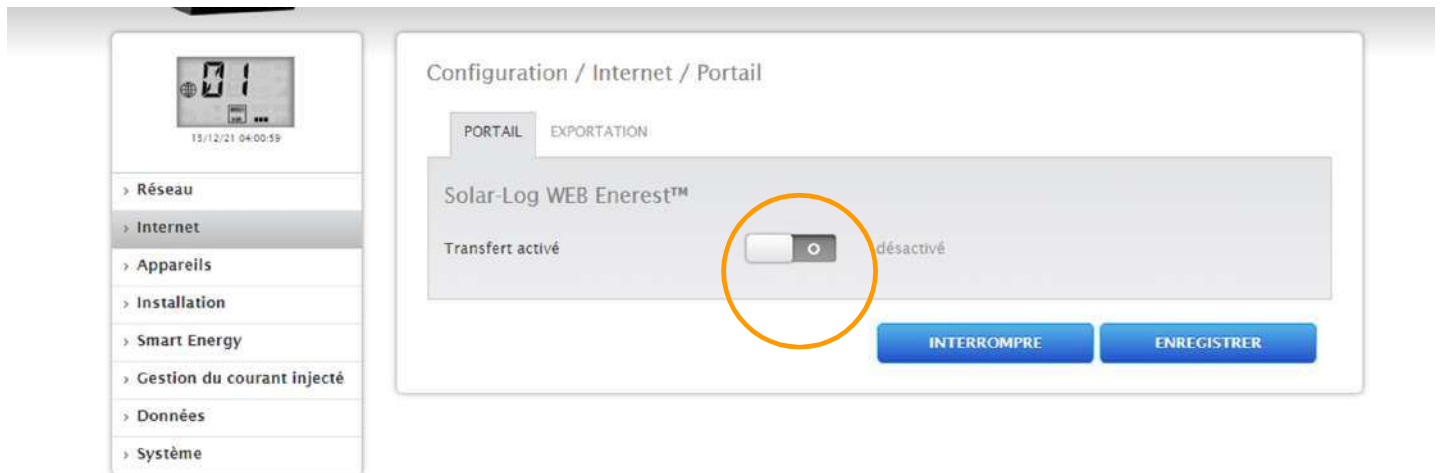 01
15/12/21 04:00:59
Réseau
Internet
Appareils
Installation
Smart Energy
Gestion du courant injecté
Données
Système
Configuration / Internet / Portail
PORTAIL EXPORTATION
Solar-Log WEB Enerest™
Transfert activé désactivé
INTERROMPRE ENREGISTRER